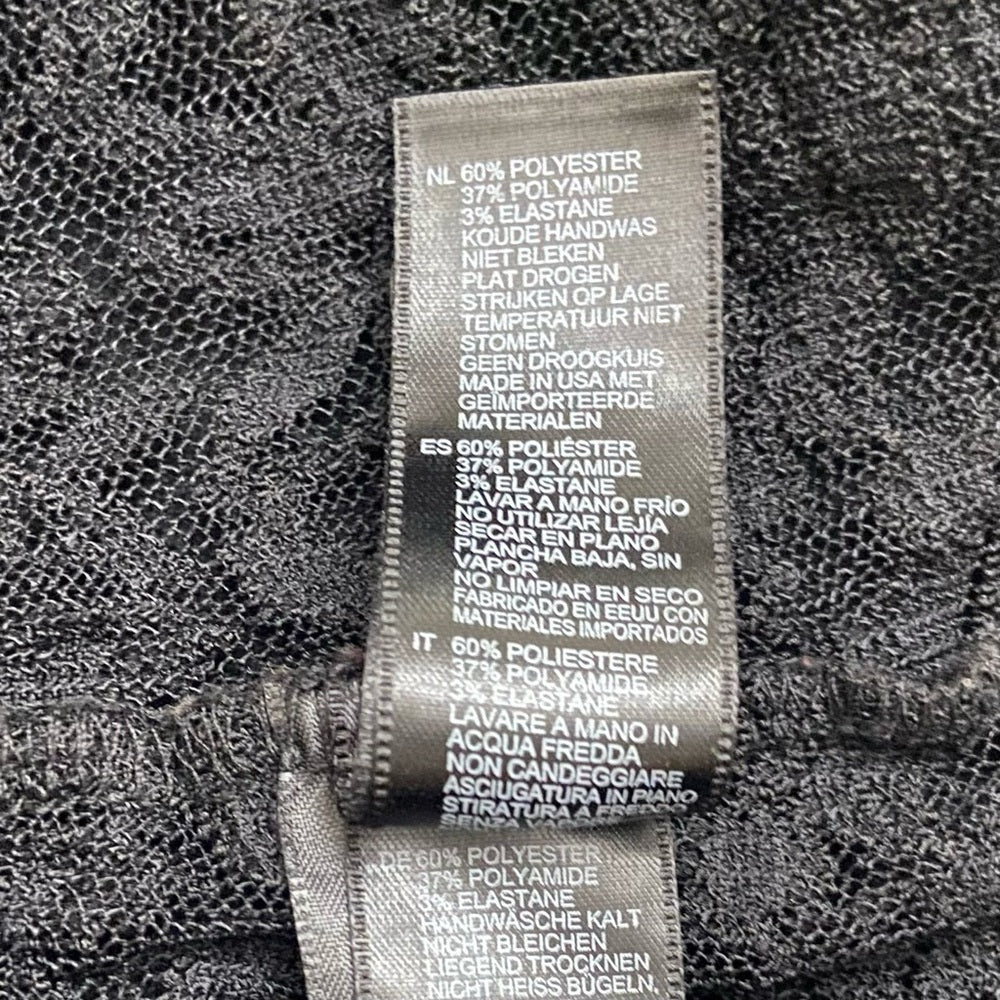 NL 60% POLYESTER
37% POLYAMIDE
3% ELASTANE
KOUDE HANDWAS
NIET BLEKEN
PLAT DROGEN
STRIJKEN OP LAGE
TEMPERATUUR NIET
STOMEN
GEEN DROOGKUIS
MADE IN USA MET
GEÏMPORTEERDE
MATERIALEN
ES 60% POLIÉSTER
37% POLYAMIDE
3% ELASTANE
LAVAR A MANO FRÍO
NO UTILIZAR LEJÍA
SECAR EN PLANO
PLANCHA BAJA, SIN
VAPOR
NO LIMPIAR EN SECO
FABRICADO EN EEUU CON
MATERIALES IMPORTADOS
IT 60% POLIESTERE
37% POLYAMIDE
3% ELASTANE
LAVARE A MANO IN
ACQUA FREDDA
NON CANDEGGIARE
ASCIUGATURA IN PIANO
STIRATURA A
SENZA
DE 60% POLYESTER
37% POLYAMIDE
3% ELASTANE
HANDWÄSCHE KALT
NICHT BLEICHEN
LIEGEND TROCKNEN
NICHT HEISS BÜGELN,